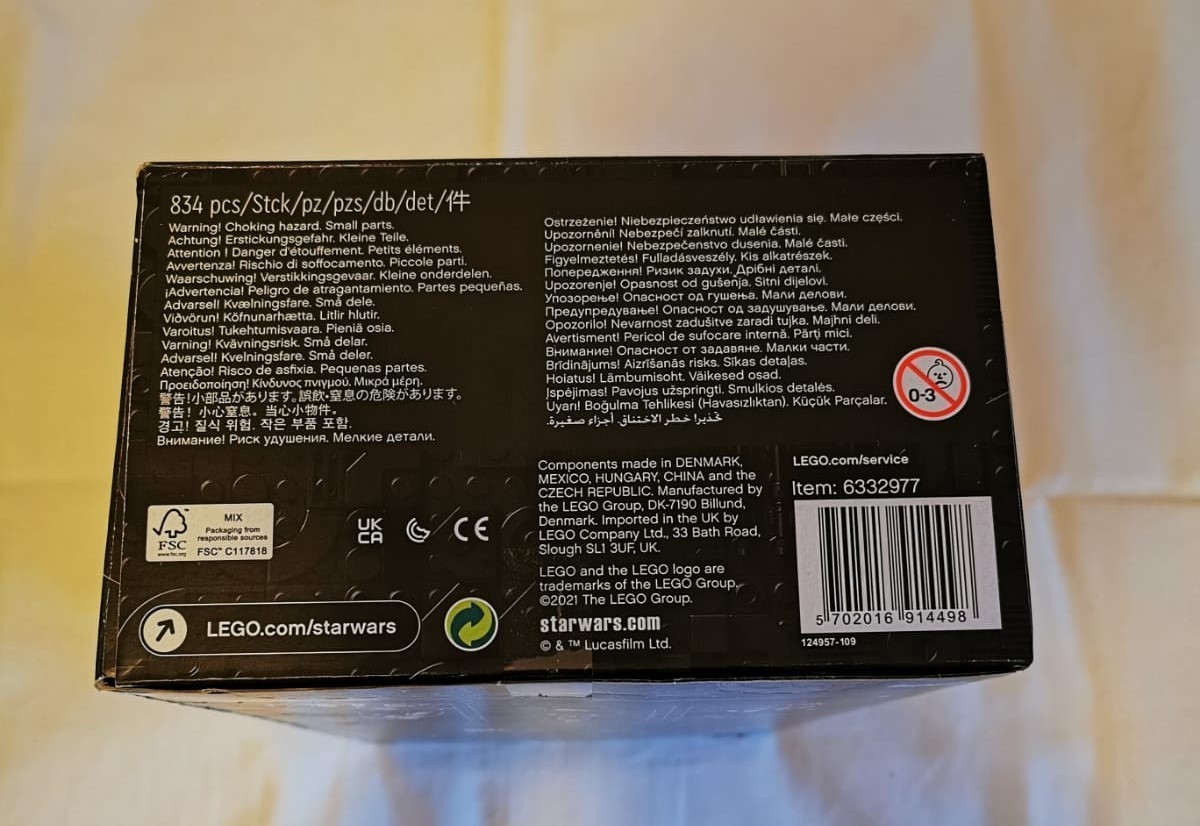 834 pcs/Stck/pz/pzs/db/det/件
Warning! Choking hazard. Small parts.
Achtung! Erstickungsgefahr. Kleine Teile.
Attention ! Danger d'étouffement. Petits éléments.
Avvertenza! Rischio di soffocamento. Piccole parti.
Waarschuwing! Verstikkingsgevaar. Kleine onderdelen.
¡Advertencia! Peligro de atragantamiento. Partes pequeñas.
Advarsel! Kvælningsfare. Små dele.
Viðvörun! Köfnunarhætta. Litlir hlutir.
Varoitus! Tukehtumisvaara. Pieniä osia.
Varning! Kvävningsrisk. Små delar.
Advarsel! Kvelningsfare. Små deler.
Atenção! Risco de asfixia. Pequenas partes.
Προειδοποίηση! Κίνδυνος πνιγμού. Μικρά μέρη.
警告!小部品があります。誤飲・窒息の危険があります。
警告！小心窒息。当心小物件。
경고! 질식 위험. 작은 부품 포함.
Внимание! Риск удушения. Мелкие детали.
Ostrzeżenie! Niebezpieczeństwo udławienia się. Małe części.
Upozornění! Nebezpečí zalknutí. Malé části.
Upozornenie! Nebezpečenstvo dusenia. Malé časti.
Figyelmeztetés! Fulladásveszély. Kis alkatrészek.
Попередження! Ризик задухи. Дрібні деталі.
Upozorenje! Opasnost od gušenja. Sitni dijelovi.
Упозорење! Опасност од гушења. Мали делови.
Предупредување! Опасност од задушување. Мали делови.
Opozorilo! Nevarnost zadušitve zaradi tujka. Majhni deli.
Avertisment! Pericol de sufocare internă. Părți mici.
Внимание! Опасност от задавяне. Малки части.
Brīdinājums! Aizrīšanās risks. Sīkas detaļas.
Hoiatus! Lämbumisoht. Väikesed osad.
Įspėjimas! Pavojus užspringti. Smulkios detalės.
Uyarı! Boğulma Tehlikesi (Havasızlıktan). Küçük Parçalar.
تحذير! خطر الاختناق. أجزاء صغيرة.
0-3
Components made in DENMARK,
MEXICO, HUNGARY, CHINA and the
CZECH REPUBLIC. Manufactured by
the LEGO Group, DK-7190 Billund,
Denmark. Imported in the UK by
LEGO Company Ltd., 33 Bath Road,
Slough SL1 3UF, UK.
LEGO and the LEGO logo are
trademarks of the LEGO Group.
©2021 The LEGO Group.
starwars.com
© & ™ Lucasfilm Ltd.
LEGO.com/service
Item: 6332977
5 702016 914498
124957-109
FSC
www.fsc.org
MIX
Packaging from
responsible sources
FSC™ C117818
UK
CA
CE
LEGO.com/starwars